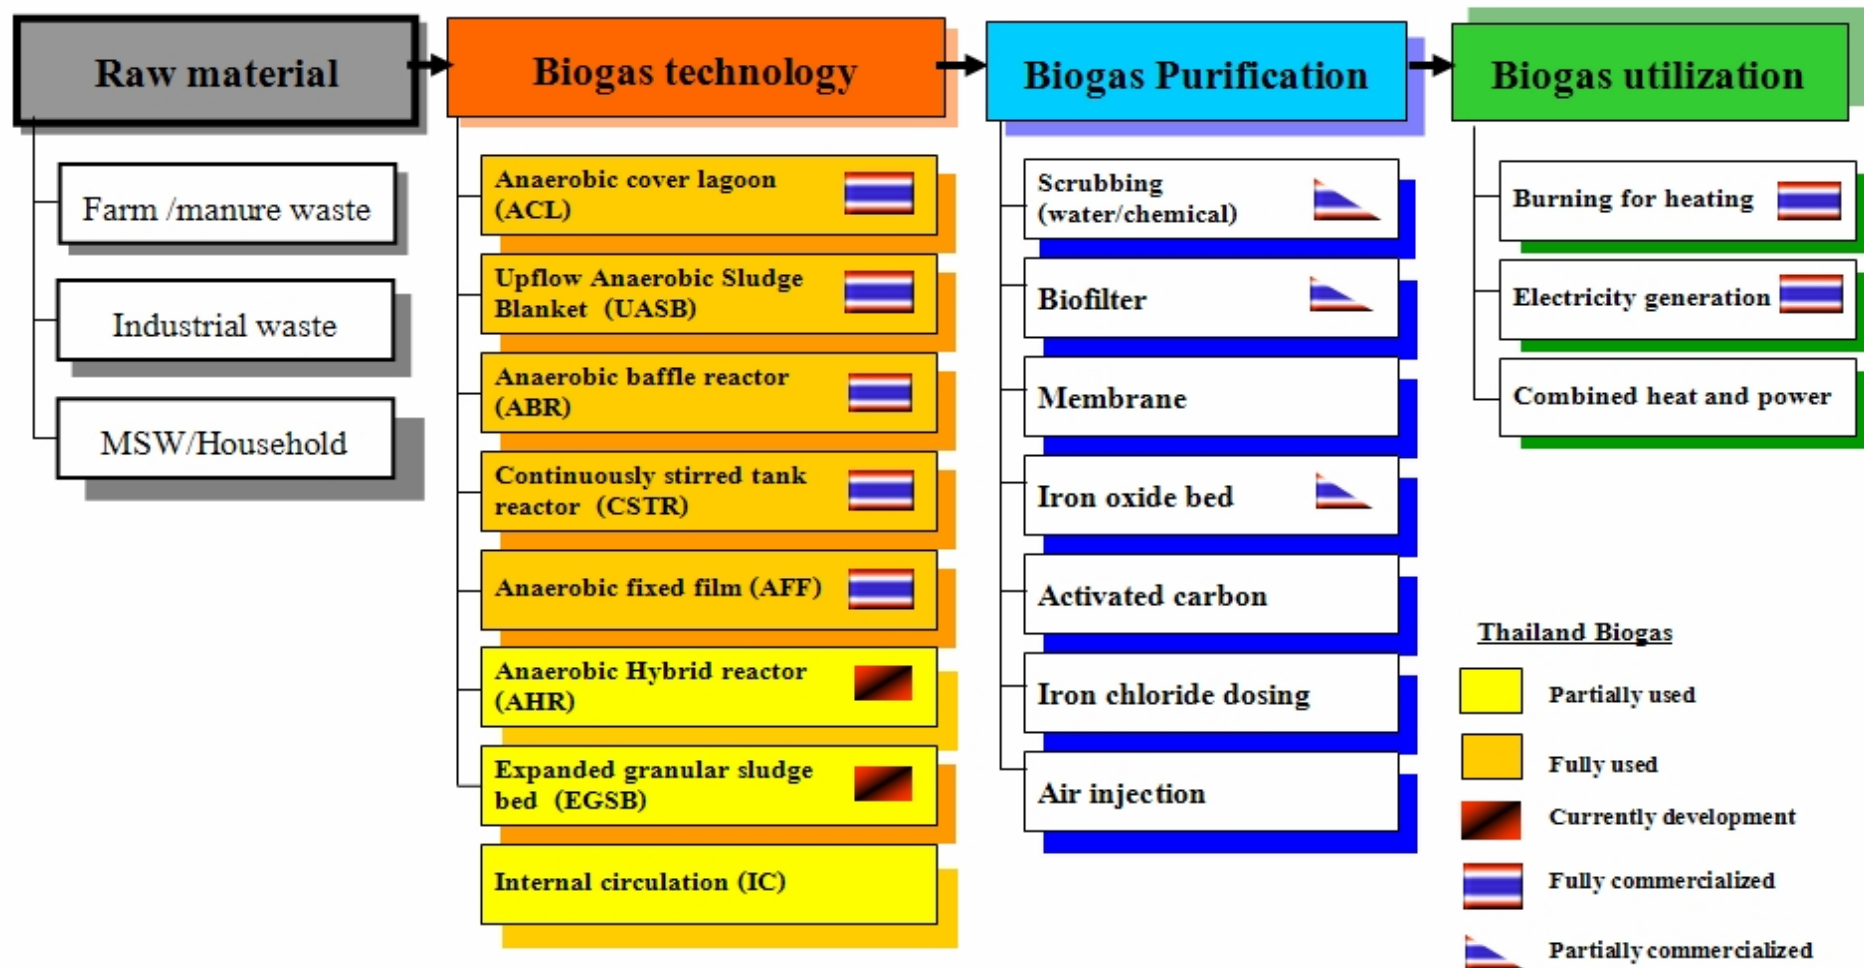 Raw material
Biogas technology
Biogas Purification
Biogas utilization
Farm /manure waste
Industrial waste
MSW/Household
Anaerobic cover lagoon
(ACL)
Upflow Anaerobic Sludge
Blanket (UASB)
Anaerobic baffle reactor
(ABR)
Continuously stirred tank
reactor (CSTR)
Anaerobic fixed film (AFF)
Anaerobic Hybrid reactor
(AHR)
Expanded granular sludge
bed (EGSB)
Internal circulation (IC)
Scrubbing
(water/chemical)
Biofilter
Membrane
Iron oxide bed
Activated carbon
Iron chloride dosing
Air injection
Burning for heating
Electricity generation
Combined heat and power
Thailand Biogas
Partially used
Fully used
Currently development
Fully commercialized
Partially commercialized